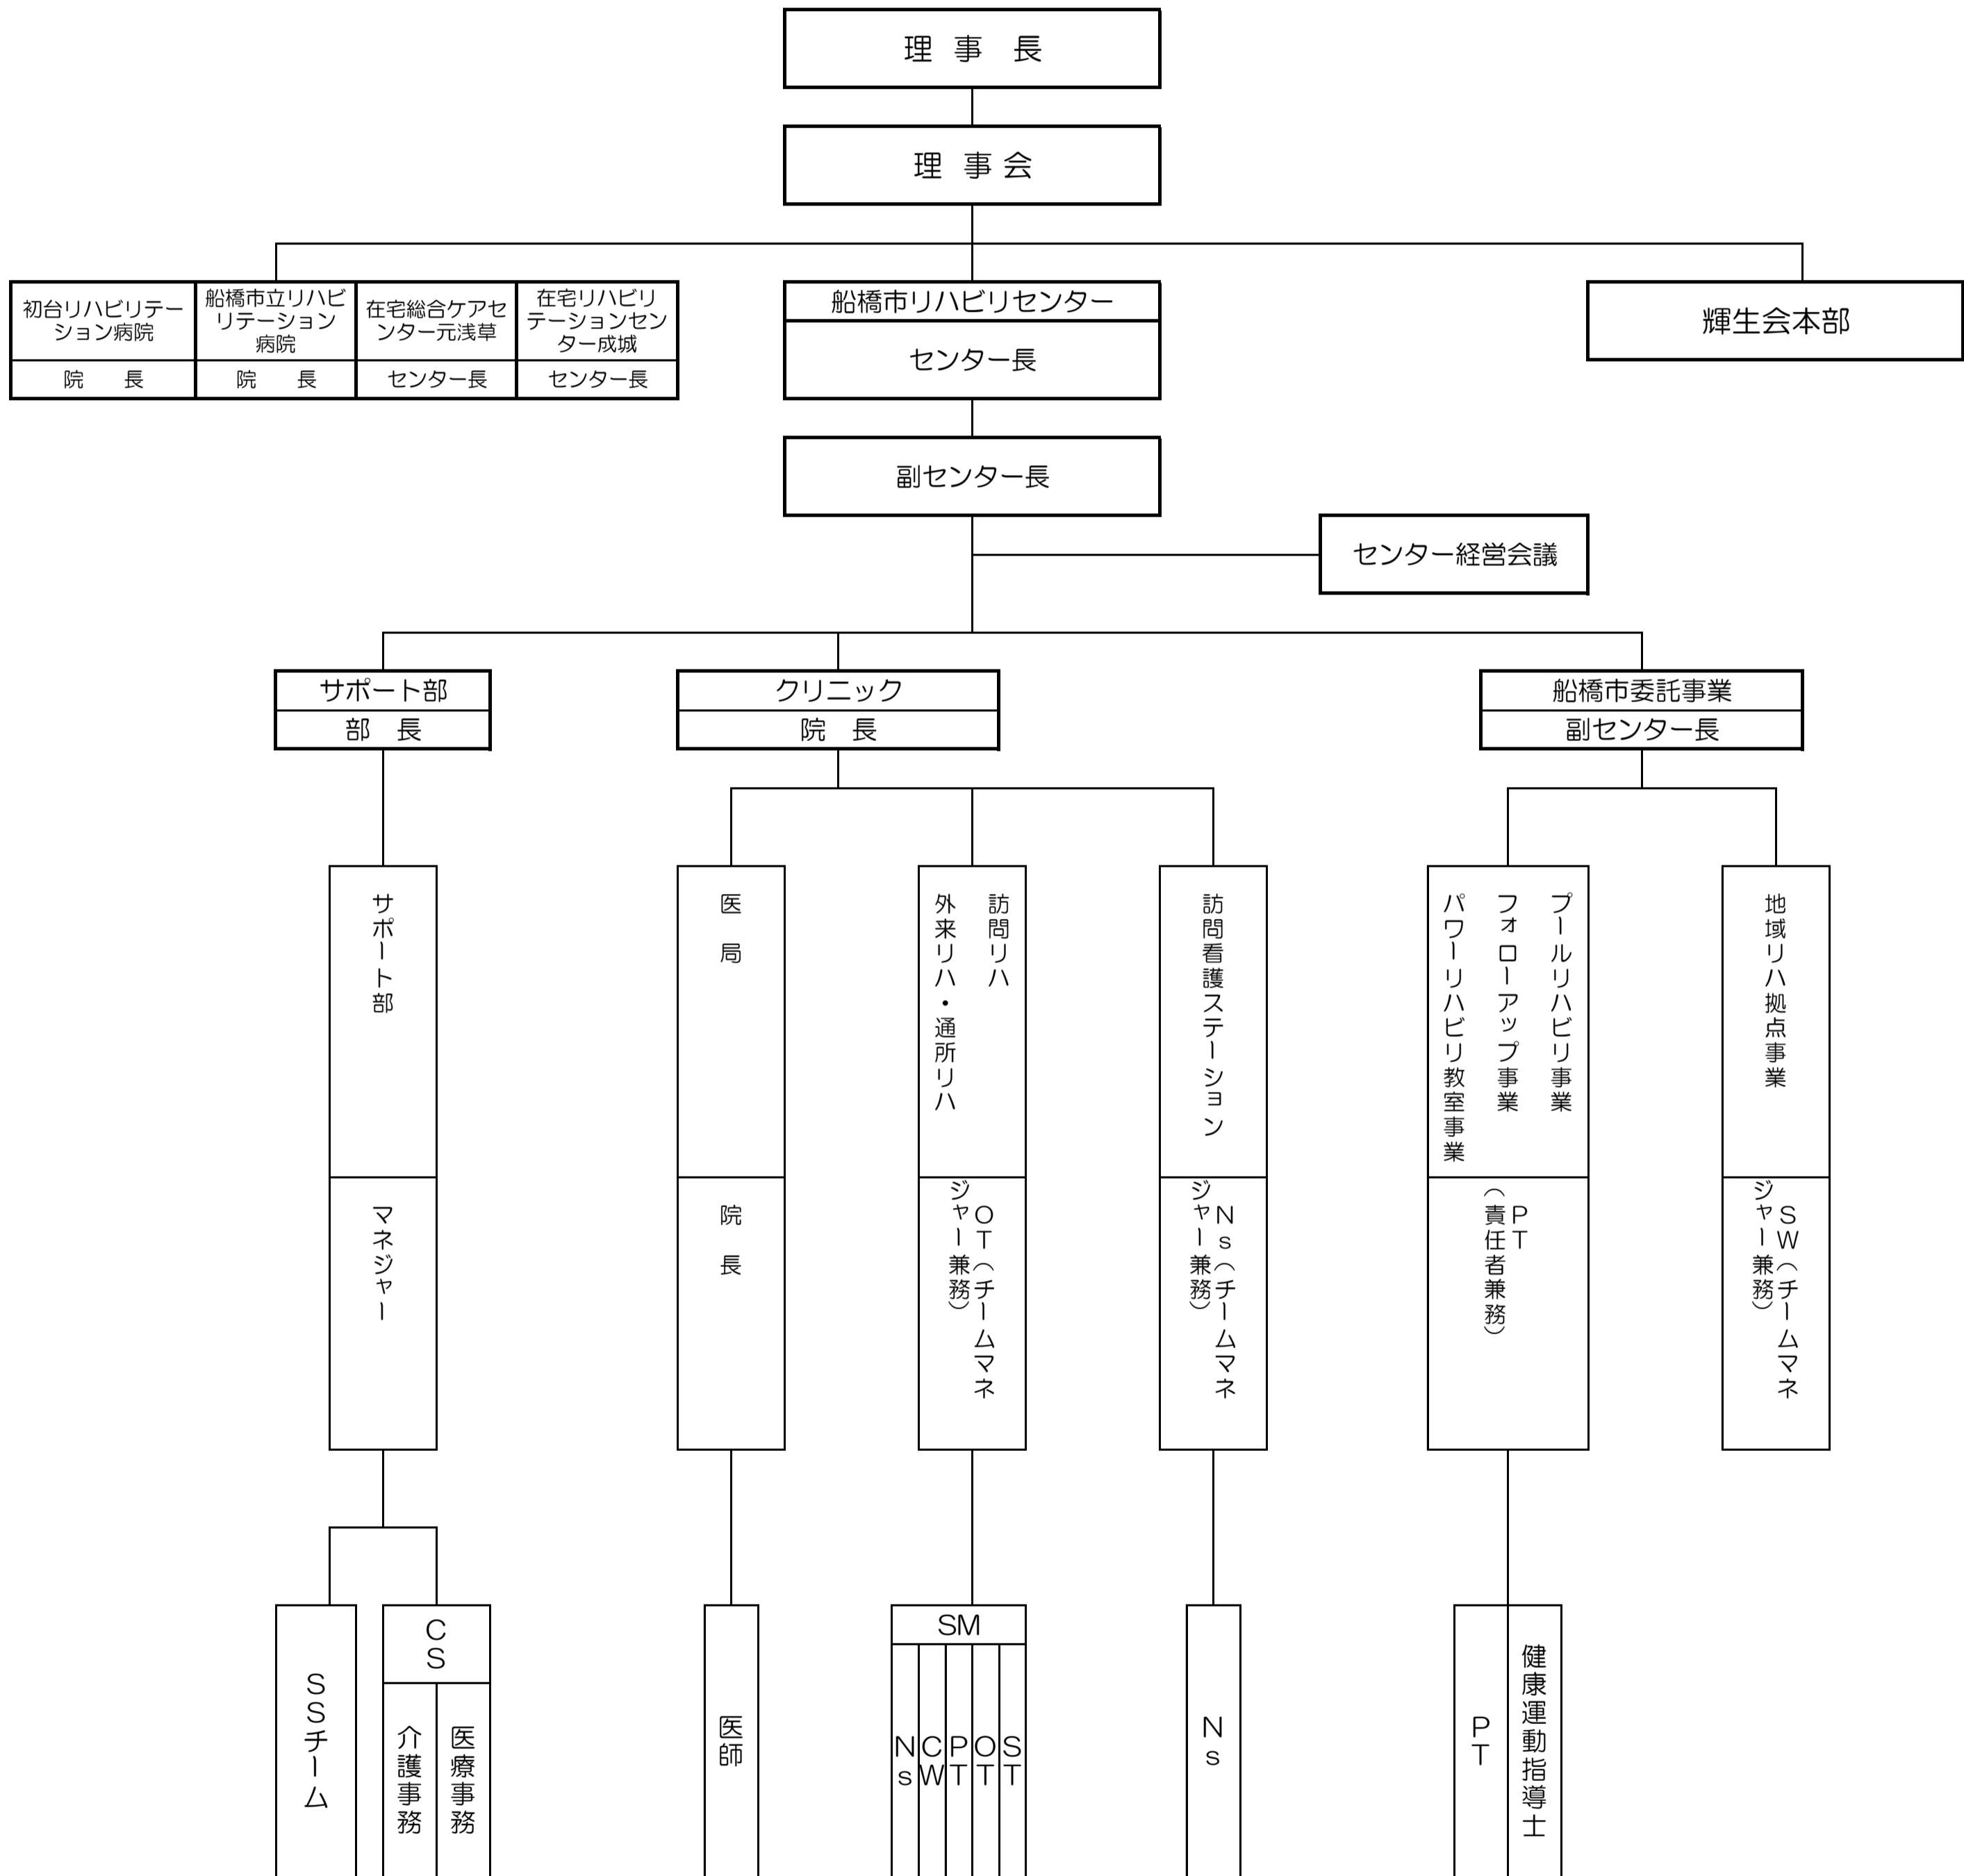 理 事 長
理 事 会
初台リハビリテー
ション病院
院 長
船橋市立リハビ
リテーション
病院
院 長
在宅総合ケアセ
ンター元浅草
センター長
在宅リハビリ
テーションセン
ター成城
センター長
船橋市リハビリセンター
センター長
輝生会本部
副センター長
センター経営会議
サポート部
部 長
クリニック
院 長
船橋市委託事業
副センター長
サポート部
マネジャー
医 局
院 長
訪問リハ
外来リハ・通所リハ
OT(チームマネ
ジャー兼務)
訪問看護ステーション
Ns(チームマネ
ジャー兼務)
プールリハビリ事業
フォローアップ事業
パワーリハビリ教室事業
PT
(責任者兼務)
地域リハ拠点事業
SW(チームマネ
ジャー兼務)
SSチーム
CS
介護事務
医療事務
医師
SM
Ns
CW
PT
OT
ST
Ns
PT
健康運動指導士